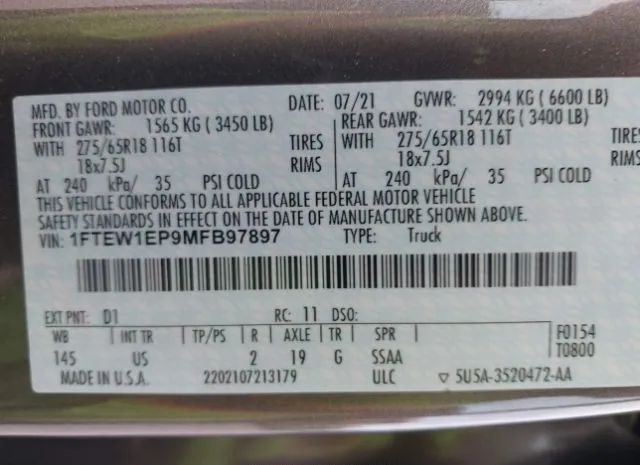 MFD. BY FORD MOTOR CO. DATE: 07/21 GVWR: 2994 KG ( 6600 LB)
FRONT GAWR: 1565 KG ( 3450 LB) REAR GAWR: 1542 KG ( 3400 LB)
WITH 275/65R18 116T TIRES WITH 275/65R18 116T TIRES
18x7.5J RIMS 18x7.5J RIMS
AT 240 kPa/ 35 PSI COLD AT 240 kPa/ 35 PSI COLD
THIS VEHICLE CONFORMS TO ALL APPLICABLE FEDERAL MOTOR VEHICLE
SAFETY STANDARDS IN EFFECT ON THE DATE OF MANUFACTURE SHOWN ABOVE.
VIN: 1FTEW1EP9MFB97897 TYPE: Truck
EXT PNT: D1 RC: 11 DSO:
WB INT TR TP/PS R AXLE TR SPR F0154
145 US 2 19 G SSAA T0800
MADE IN U.S.A. 2202107213179 ULC ▽ 5U5A-3520472-AA